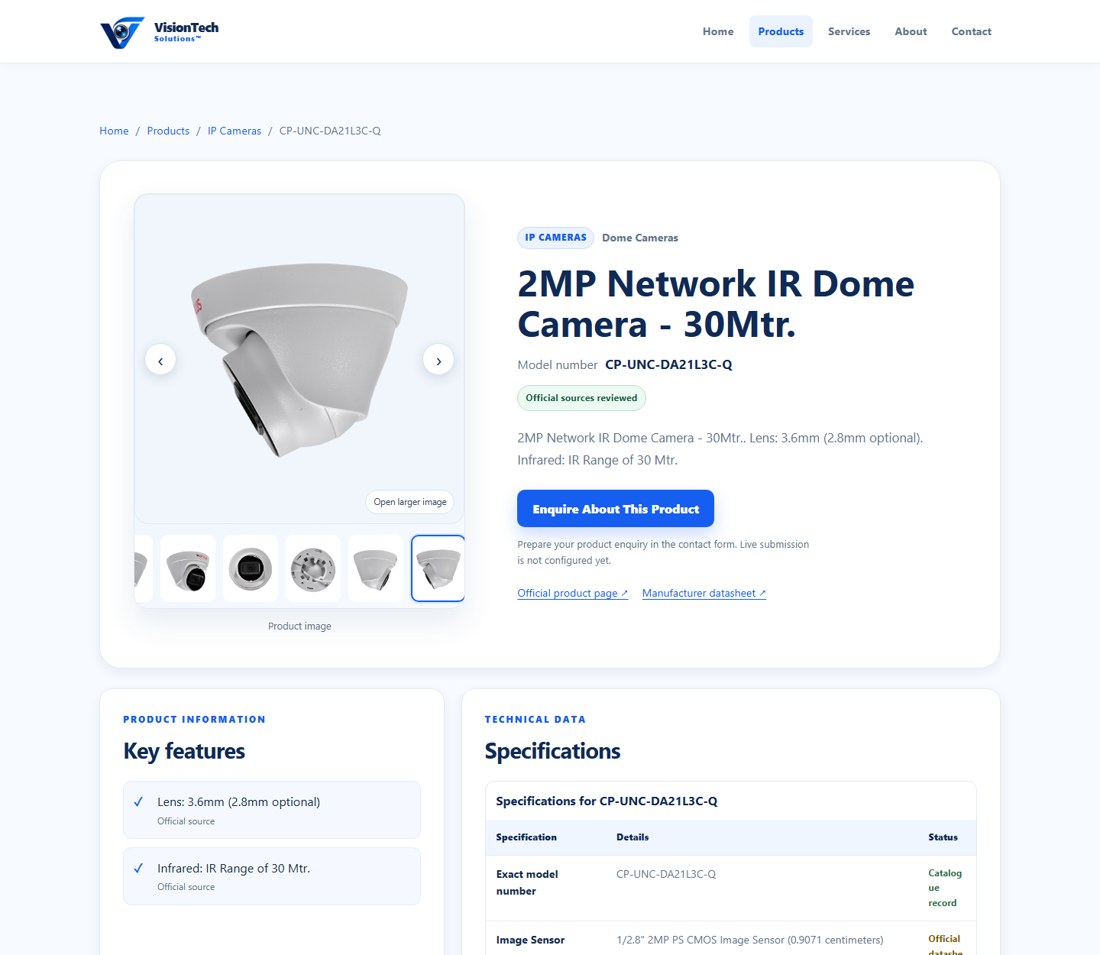 VisionTech
Solutions™
Home
Products
Services
About
Contact
Home / Products / IP Cameras / CP-UNC-DA21L3C-Q
IP CAMERAS
Dome Cameras
2MP Network IR Dome
Camera - 30Mtr.
Model number CP-UNC-DA21L3C-Q
Official sources reviewed
2MP Network IR Dome Camera - 30Mtr.. Lens: 3.6mm (2.8mm optional).
Infrared: IR Range of 30 Mtr.
Enquire About This Product
Prepare your product enquiry in the contact form. Live submission
is not configured yet.
Official product page ↗
Manufacturer datasheet ↗
‹
›
Open larger image
Product image
PRODUCT INFORMATION
Key features
✓ Lens: 3.6mm (2.8mm optional)
Official source
✓ Infrared: IR Range of 30 Mtr.
Official source
TECHNICAL DATA
Specifications
Specifications for CP-UNC-DA21L3C-Q
Specification Details Status
Exact model
number
CP-UNC-DA21L3C-Q
Catalog
ue
record
Image Sensor
1/2.8" 2MP PS CMOS Image Sensor (0.9071 centimeters)
Official
datashe